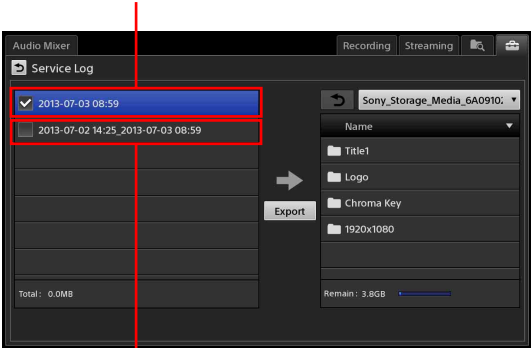 Audio Mixer
Recording
Streaming
Service Log
2013-07-03 08:59
2013-07-02 14:25_2013-07-03 08:59
Total: 0.0MB
Export
Sony_Storage_Media_6A0910:
Name
Title1
Logo
Chroma Key
1920x1080
Remain: 3.8GB